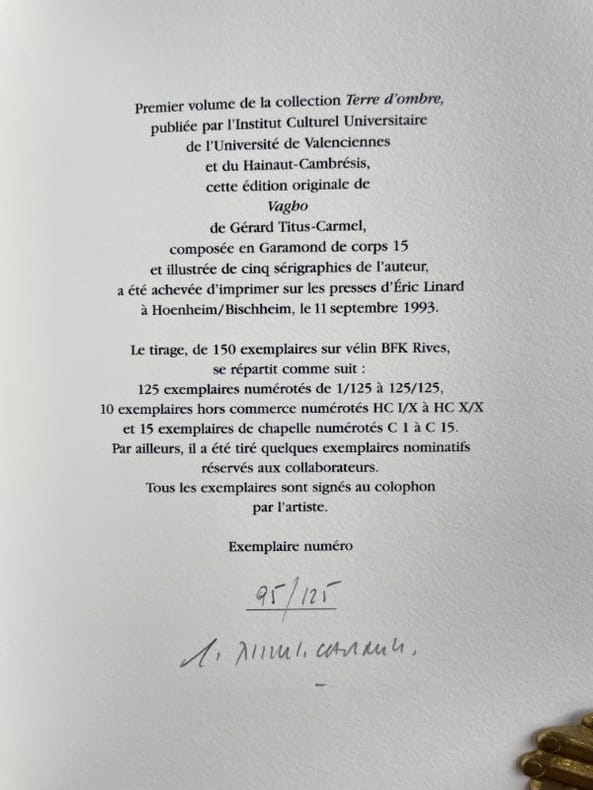 Premier volume de la collection Terre d'ombre,
publiée par l'Institut Culturel Universitaire
de l'Université de Valenciennes
et du Hainaut-Cambrésis,
cette édition originale de
Vagho
de Gérard Titus-Carmel,
composée en Garamond de corps 15
et illustrée de cinq sérigraphies de l'auteur,
a été achevée d'imprimer sur les presses d'Éric Linard
à Hoenheim/Bischheim, le 11 septembre 1993.
Le tirage, de 150 exemplaires sur vélin BFK Rives,
se répartit comme suit :
125 exemplaires numérotés de 1/125 à 125/125,
10 exemplaires hors commerce numérotés HC I/X à HC X/X
et 15 exemplaires de chapelle numérotés C 1 à C 15.
Par ailleurs, il a été tiré quelques exemplaires nominatifs
réservés aux collaborateurs.
Tous les exemplaires sont signés au colophon
par l'artiste.
Exemplaire numéro
95/125